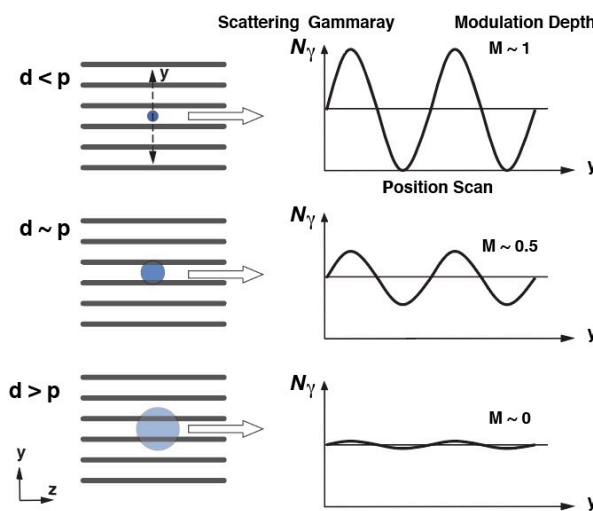 Scattering Gammaray
Modulation Depth
d < p
y
Nγ
M ~ 1
y
Position Scan
d ~ p
Nγ
M ~ 0.5
y
d > p
Nγ
M ~ 0
y
y
z